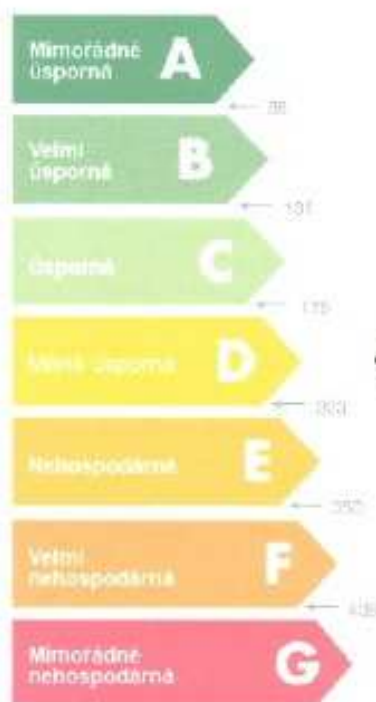 Mimořádně
úsporná
A
Velmi
úsporná
B
131
Úsporná
C
Méně úsporná
D
Nehospodárná
E
Velmi
nehospodárná
F
Mimořádně
nehospodárná
G